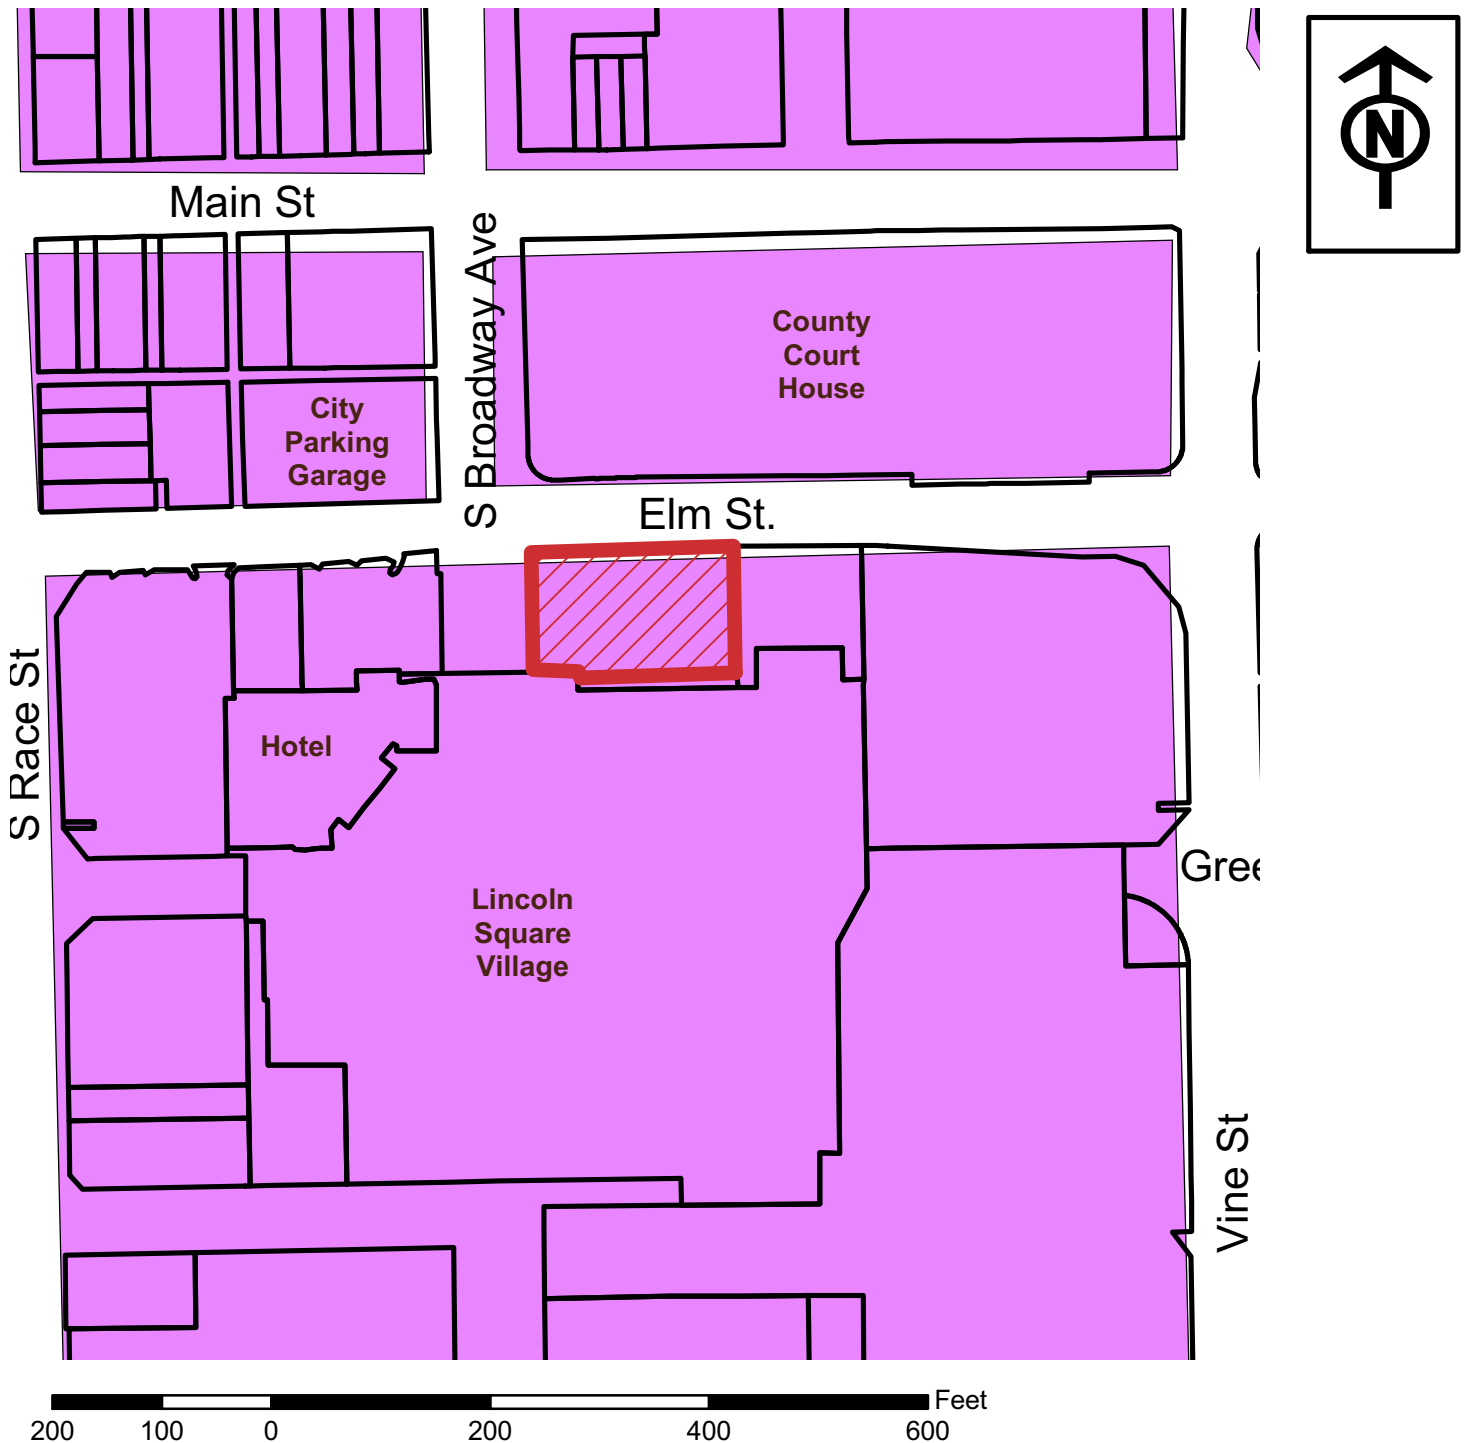 N
Main St
S Broadway Ave
County
Court
House
City
Parking
Garage
Elm St.
S Race St
Hotel
Gree
Lincoln
Square
Village
Vine St
Feet
200 100 0 200 400 600